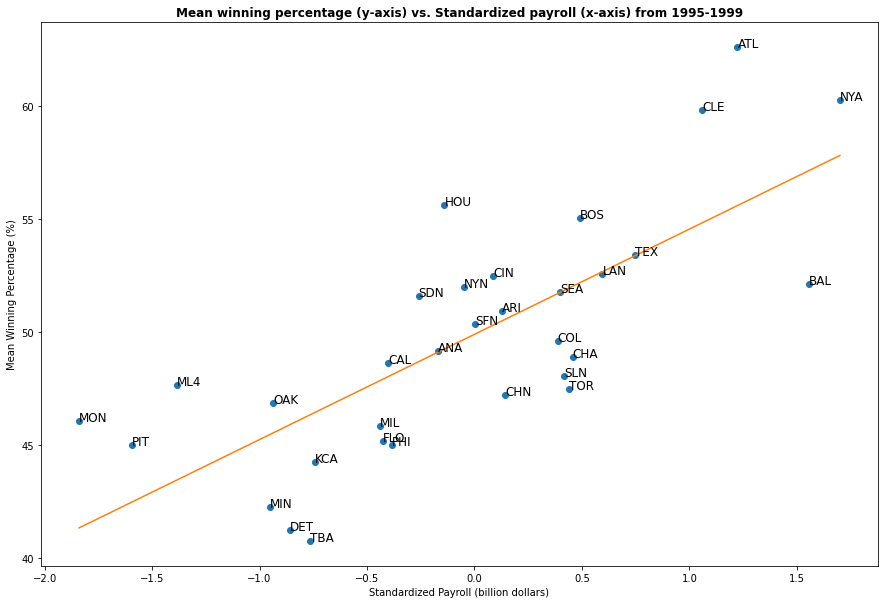 Mean winning percentage (y-axis) vs. Standardized payroll (x-axis) from 1995-1999
ATL
NYA
CLE
60
HOU
BOS
55
TEX
LAN
BAL
CIN
NYN
SEA
SDN
ARI
SFN
50
COL
ANA
CHA
CAL
SLN
ML4
TOR
CHN
OAK
MON
MIL
FLO
PHI
PIT
45
KCA
MIN
DET
TBA
40
Mean Winning Percentage (%)
−2.0 −1.5 −1.0 −0.5 0.0 0.5 1.0 1.5
Standardized Payroll (billion dollars)